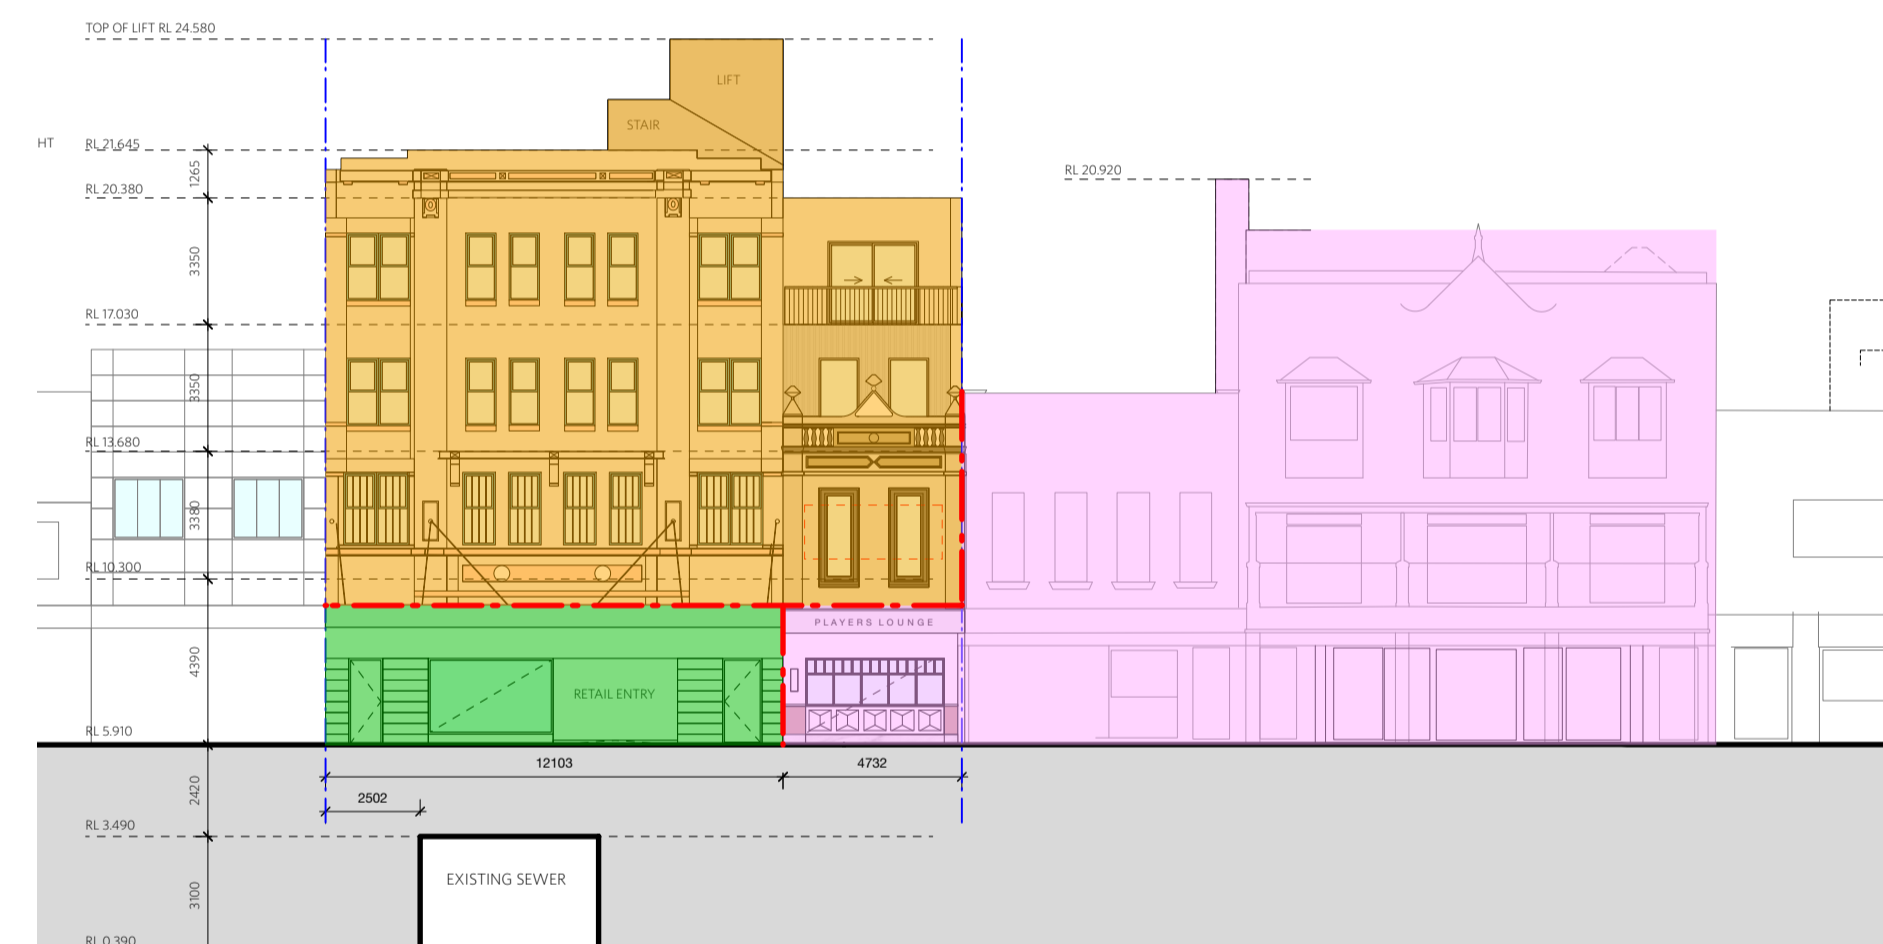 TOP OF LIFT RL 24.580
LIFT
STAIR
HT
RL 21.645
1265
RL 20.920
RL 20.380
3350
RL 17.030
3350
RL 13.680
3380
RL 10.300
PLAYERS LOUNGE
4390
RETAIL ENTRY
RL 5.910
12103
4732
2420
2502
RL 3.490
EXISTING SEWER
3100
RL 0.390